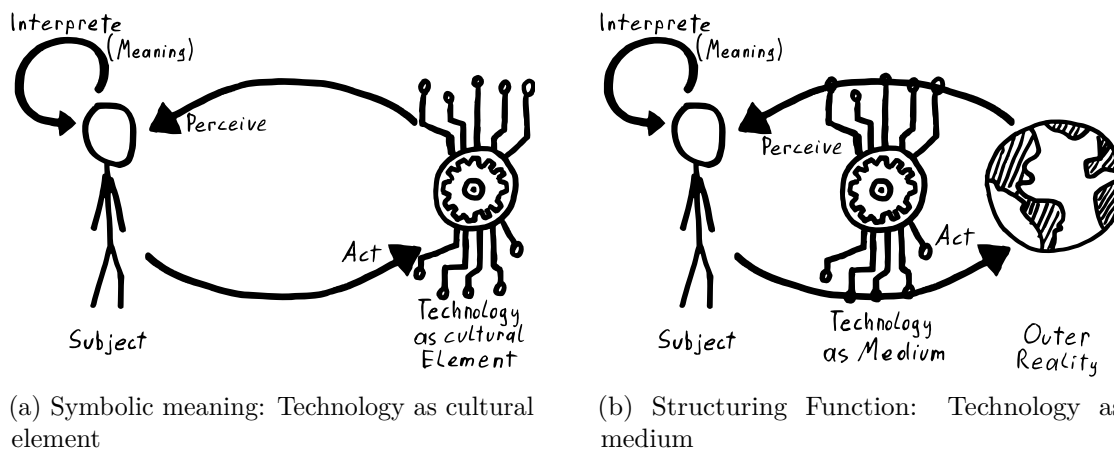 Interprete
(Meaning)
Perceive
Act
Subject
Technology
as cultural
Element
(a) Symbolic meaning: Technology as cultural
element
Interprete
(Meaning)
Perceive
Act
Subject
Technology
as Medium
Outer
Reality
(b) Structuring Function: Technology as
medium